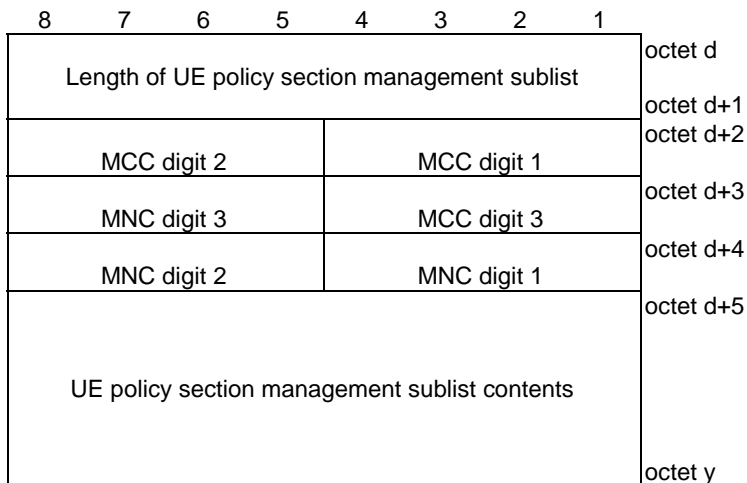 8 7 6 5 4 3 2 1
Length of UE policy section management sublist
octet d
octet d+1
MCC digit 2 MCC digit 1 octet d+2
MNC digit 3 MCC digit 3 octet d+3
MNC digit 2 MNC digit 1 octet d+4
octet d+5
UE policy section management sublist contents
octet y